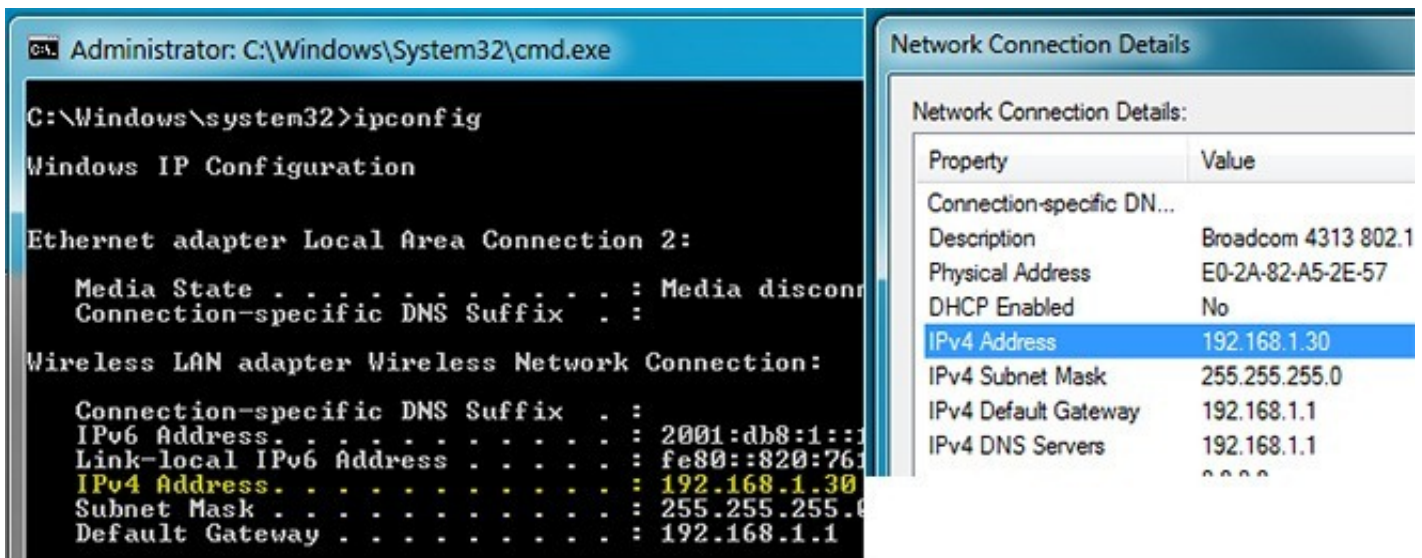 Administrator: C:\Windows\System32\cmd.exe
C:\Windows\system32>ipconfig
Windows IP Configuration
Ethernet adapter Local Area Connection 2:
Media State . . . . . . . . . . . : Media disconn
Connection-specific DNS Suffix  . :
Wireless LAN adapter Wireless Network Connection:
Connection-specific DNS Suffix  . :
IPv6 Address. . . . . . . . . . . : 2001:db8:1::1
Link-local IPv6 Address . . . . . : fe80::820:761
IPv4 Address. . . . . . . . . . . : 192.168.1.30
Subnet Mask . . . . . . . . . . . : 255.255.255.0
Default Gateway . . . . . . . . . : 192.168.1.1
Network Connection Details
Network Connection Details:
Property Value
Connection-specific DN...
Description Broadcom 4313 802.1
Physical Address E0-2A-82-A5-2E-57
DHCP Enabled No
IPv4 Address 192.168.1.30
IPv4 Subnet Mask 255.255.255.0
IPv4 Default Gateway 192.168.1.1
IPv4 DNS Servers 192.168.1.1